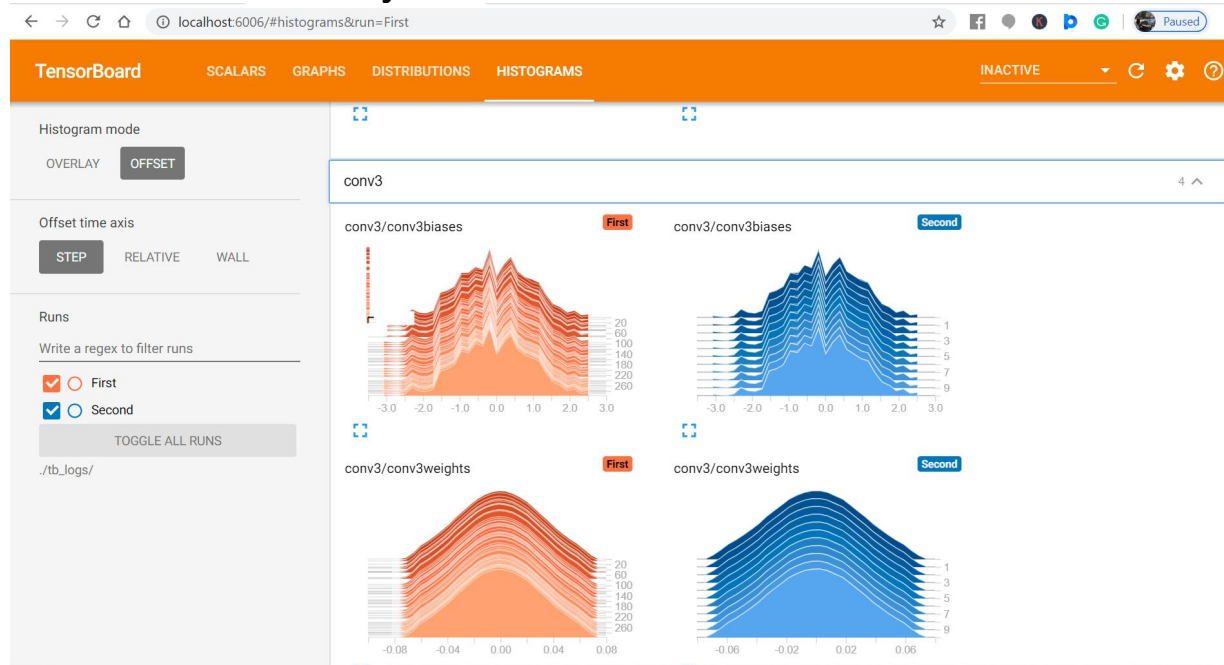 localhost:6006/#histograms&run=First
Paused
TensorBoard SCALARS GRAPHS DISTRIBUTIONS HISTOGRAMS INACTIVE
Histogram mode
OVERLAY OFFSET
conv3 4
Offset time axis
STEP RELATIVE WALL
Runs
Write a regex to filter runs
First
Second
TOGGLE ALL RUNS
./tb_logs/
conv3/conv3biases First
20
60
100
140
180
220
260
-3.0 -2.0 -1.0 0.0 1.0 2.0 3.0
conv3/conv3biases Second
1
3
5
7
9
-3.0 -2.0 -1.0 0.0 1.0 2.0 3.0
conv3/conv3weights First
20
60
100
140
180
220
260
-0.08 -0.04 0.00 0.04 0.08
conv3/conv3weights Second
1
3
5
7
9
-0.06 -0.02 0.02 0.06